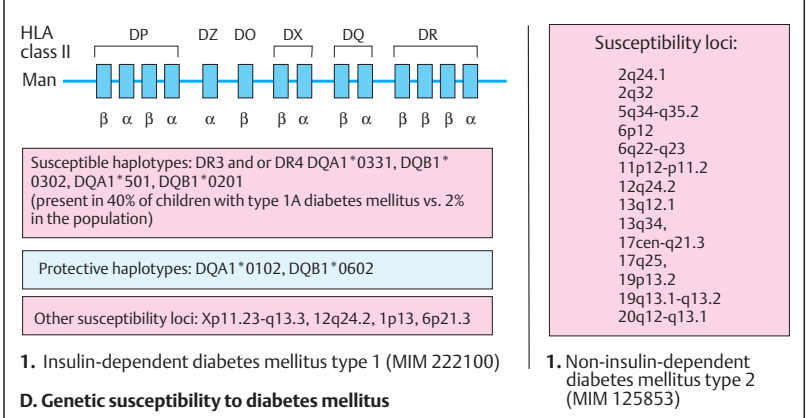 HLA class II DP DZ DO DX DQ DR
Man
β α β α α β β α β α β β β α
Susceptible haplotypes: DR3 and or DR4 DQA1*0331, DQB1*
0302, DQA1*501, DQB1*0201
(present in 40% of children with type 1A diabetes mellitus vs. 2%
in the population)
Protective haplotypes: DQA1*0102, DQB1*0602
Other susceptibility loci: Xp11.23-q13.3, 12q24.2, 1p13, 6p21.3
1. Insulin-dependent diabetes mellitus type 1 (MIM 222100)
D. Genetic susceptibility to diabetes mellitus
Susceptibility loci:
2q24.1
2q32
5q34-q35.2
6p12
6q22-q23
11p12-p11.2
12q24.2
13q12.1
13q34,
17cen-q21.3
17q25,
19p13.2
19q13.1-q13.2
20q12-q13.1
1. Non-insulin-dependent
diabetes mellitus type 2
(MIM 125853)